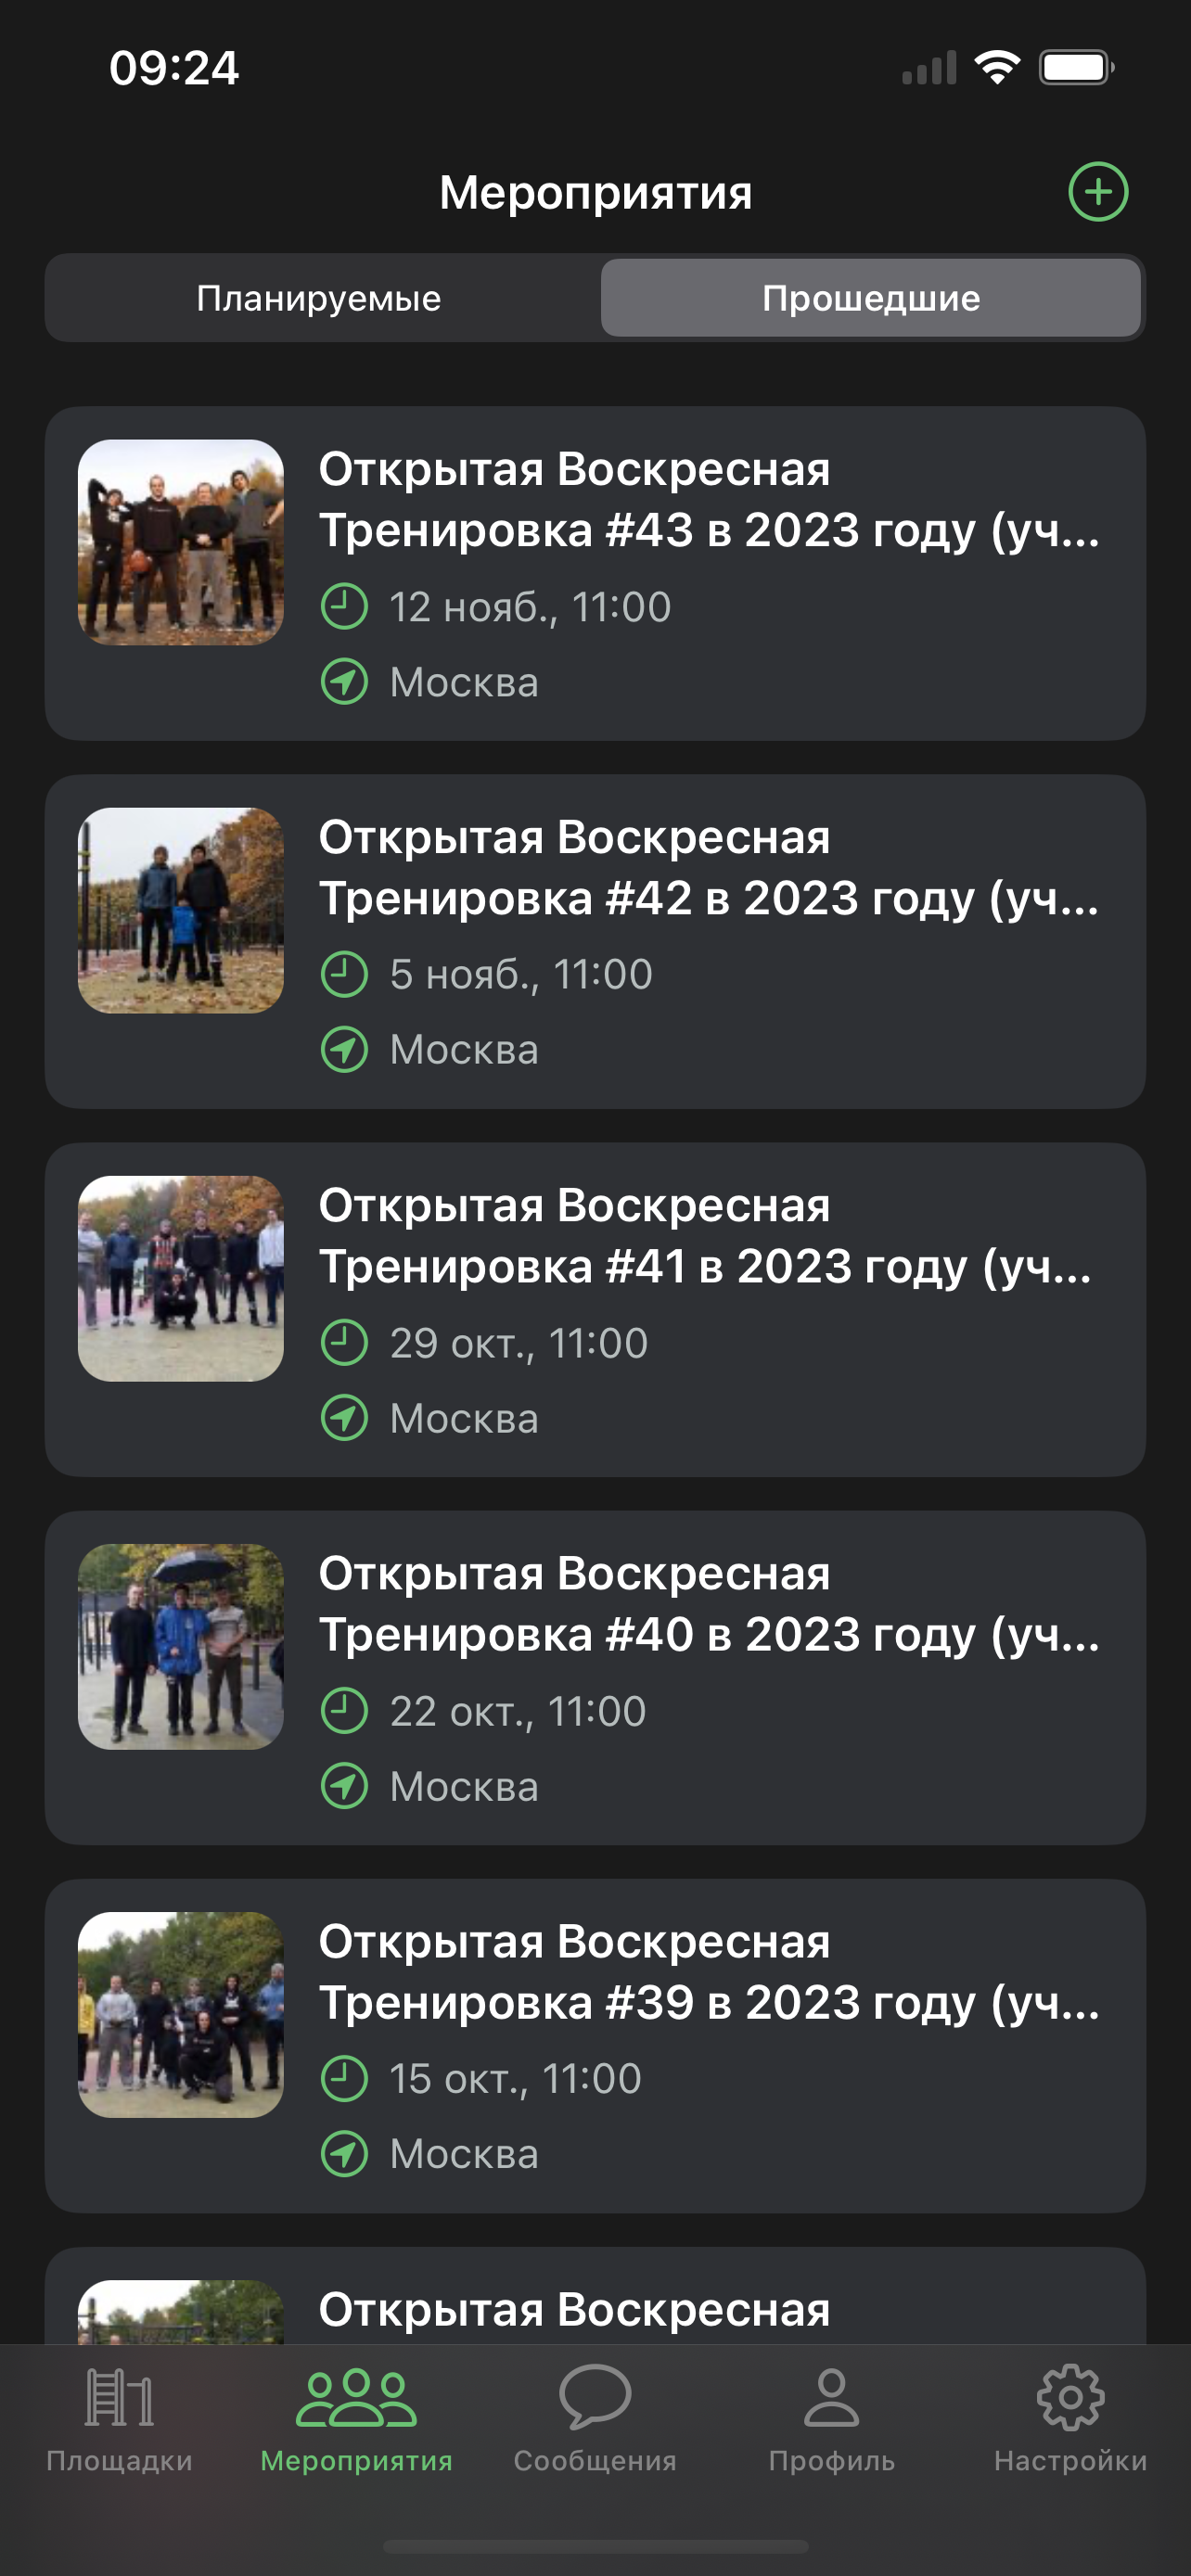 09:24
Мероприятия
Планируемые
Прошедшие
Открытая Воскресная
Тренировка #43 в 2023 году (уч...
12 нояб., 11:00
Москва
Открытая Воскресная
Тренировка #42 в 2023 году (уч...
5 нояб., 11:00
Москва
Открытая Воскресная
Тренировка #41 в 2023 году (уч...
29 окт., 11:00
Москва
Открытая Воскресная
Тренировка #40 в 2023 году (уч...
22 окт., 11:00
Москва
Открытая Воскресная
Тренировка #39 в 2023 году (уч...
15 окт., 11:00
Москва
Открытая Воскресная
Площадки
Мероприятия
Сообщения
Профиль
Настройки